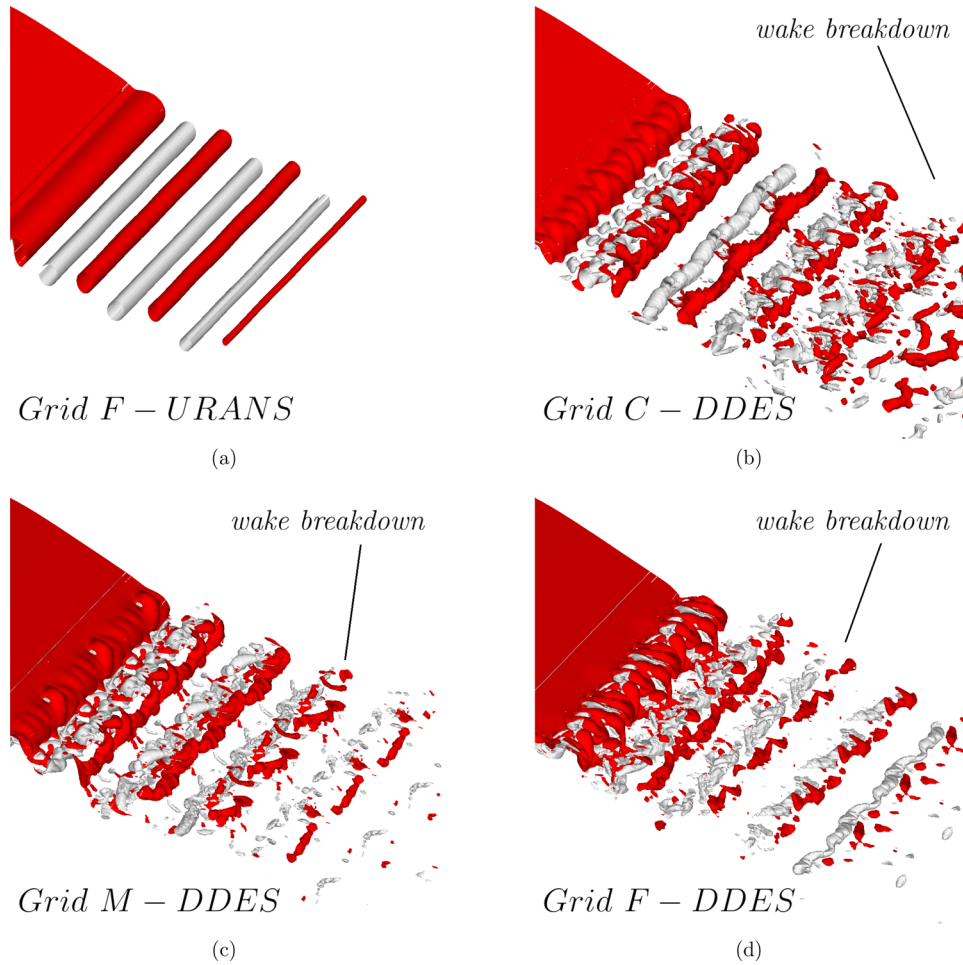 wake breakdown
Grid F – URANS
Grid C – DDES
(a)
(b)
wake breakdown
wake breakdown
Grid M – DDES
Grid F – DDES
(c)
(d)